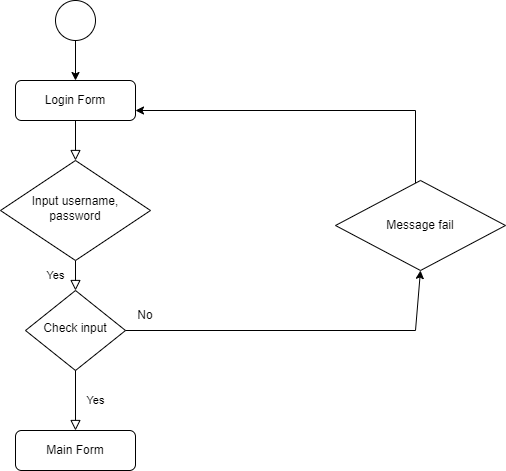 Login Form
Input username,
password
Message fail
Yes
Check input
No
Yes
Main Form